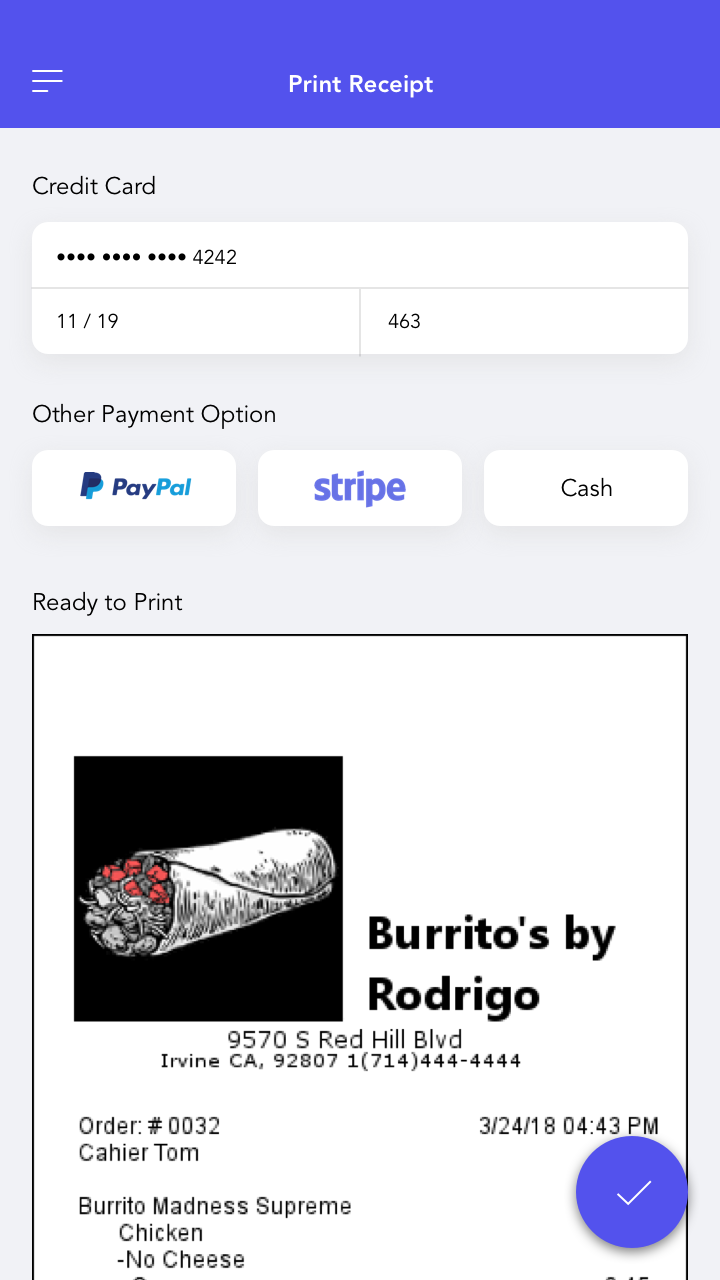 Print Receipt
Credit Card
•••• •••• •••• 4242
11 / 19
463
Other Payment Option
PayPal
stripe
Cash
Ready to Print
Burrito's by
Rodrigo
9570 S Red Hill Blvd
Irvine CA, 92807 1(714)444-4444
Order: # 0032
3/24/18 04:43 PM
Cahier Tom
Burrito Madness Supreme
Chicken
-No Cheese